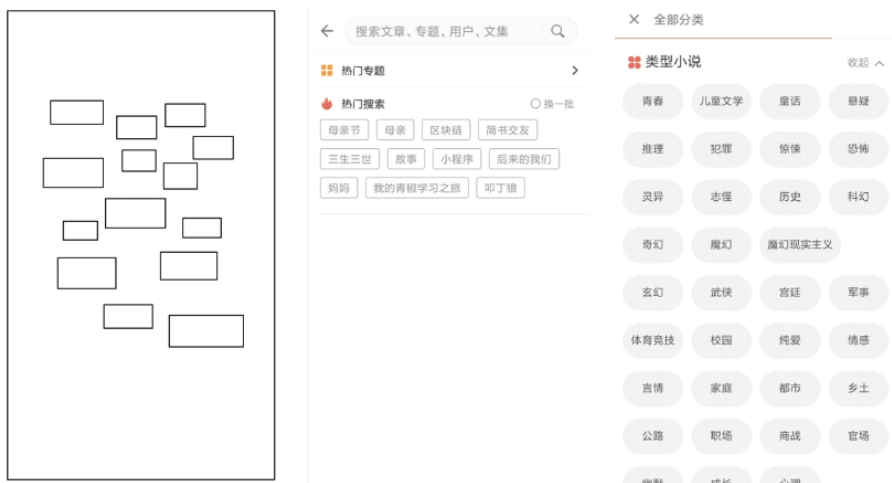 搜索文章、专题、用户、文集
热门专题
热门搜索 换一批
母亲节 母亲 区块链 简书交友
三生三世 故事 小程序 后来的我们
妈妈 我的青椒学习之旅 叩丁狼
全部分类
类型小说 收起
青春 儿童文学 童话 悬疑
推理 犯罪 惊悚 恐怖
灵异 志怪 历史 科幻
奇幻 魔幻 魔幻现实主义
玄幻 武侠 宫廷 军事
体育竞技 校园 纯爱 情感
言情 家庭 都市 乡土
公路 职场 商战 官场
幽默 成长 心理